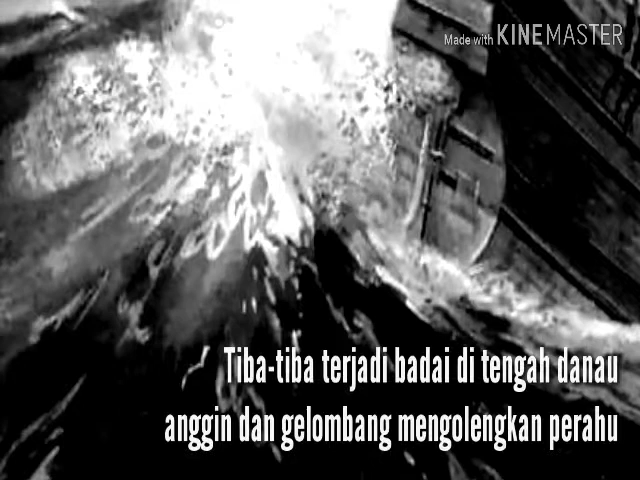 Made with KINEMASTER
Tiba-tiba terjadi badai di tengah danau
anggin dan gelombang mengolengkan perahu